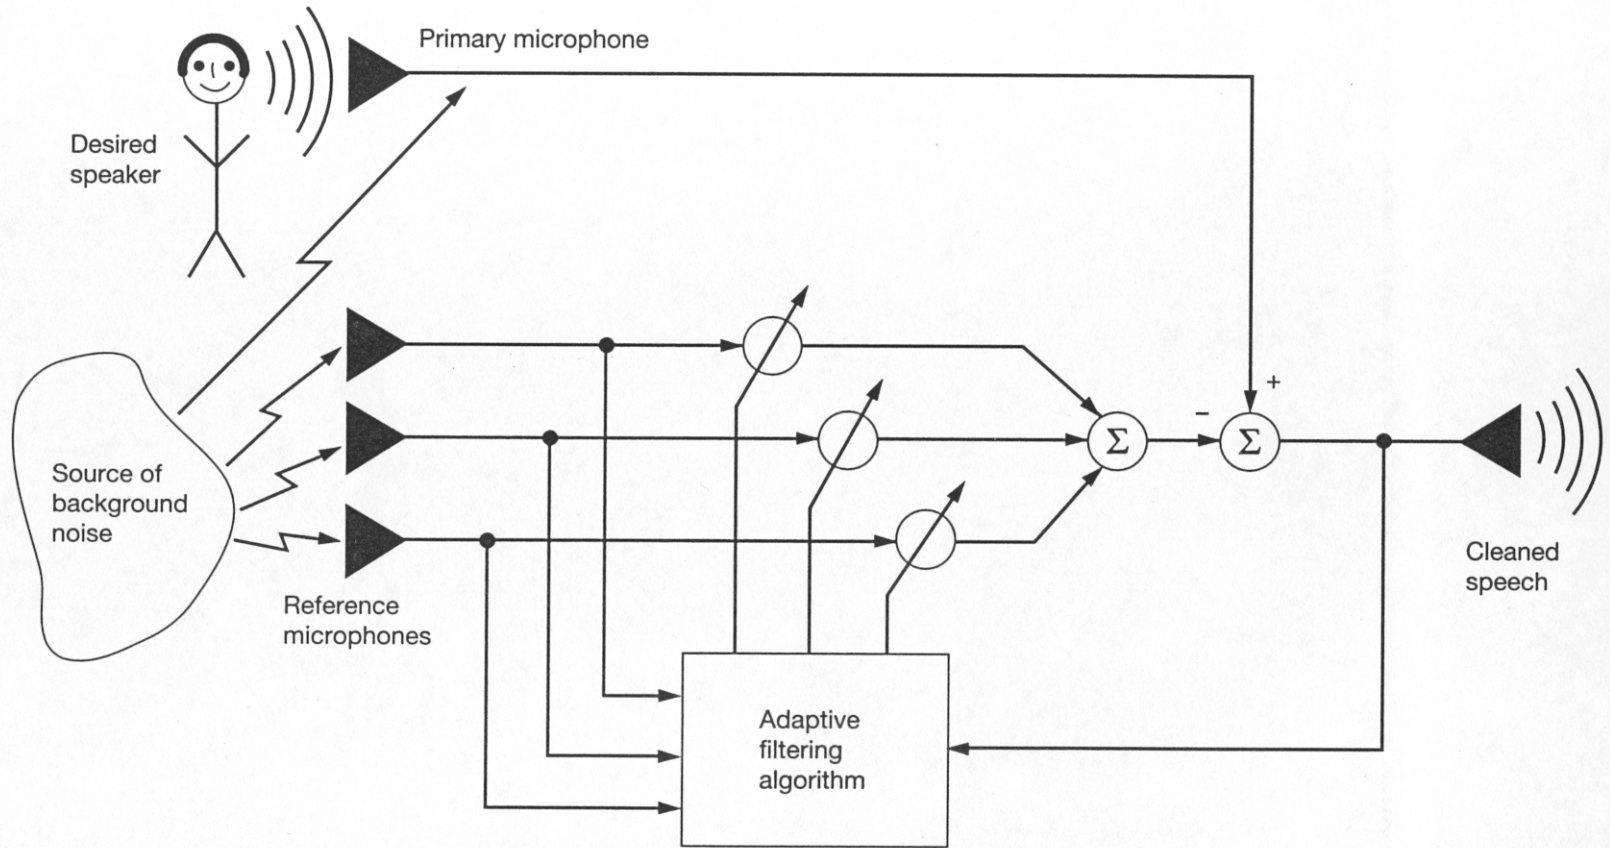 Primary microphone
Desired
speaker
+
−
Σ
Σ
Source of
background
noise
Reference
microphones
Cleaned
speech
Adaptive
filtering
algorithm